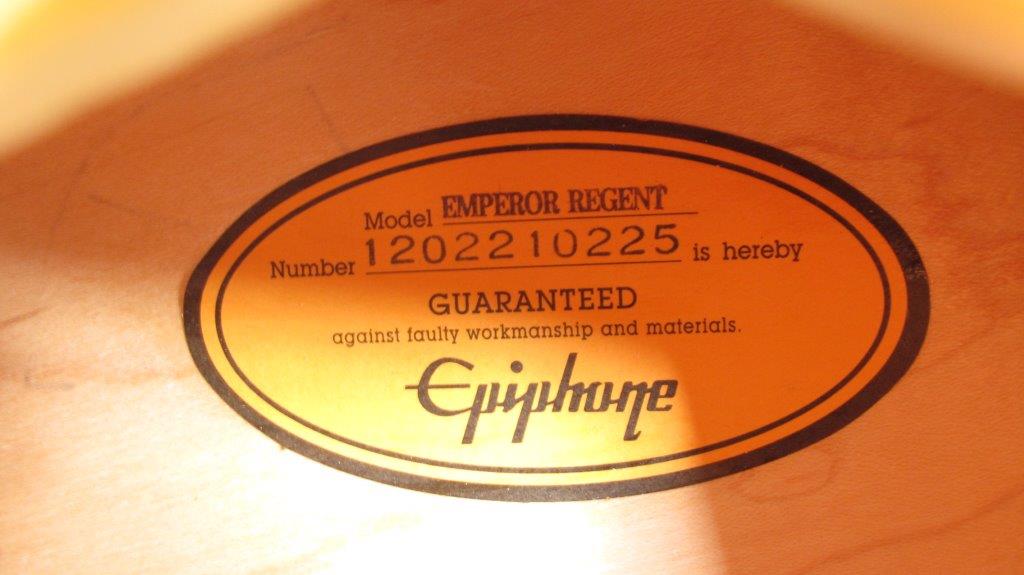 Model EMPEROR REGENT
Number 1202210225 is hereby
GUARANTEED
against faulty workmanship and materials.
Epiphone